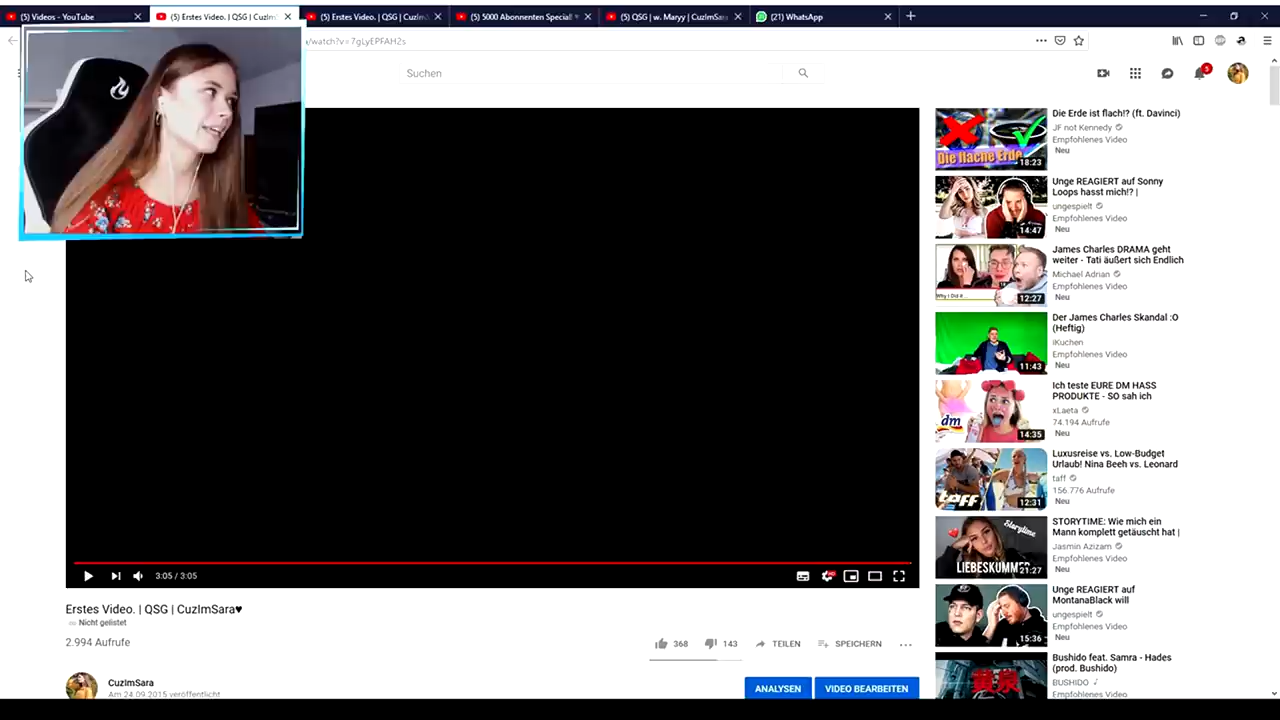 (5) Videos - YouTube
(5) Erstes Video. | QSG | CuzIm
(5) Erstes Video. | QSG | CuzIm
(5) 5000 Abonnenten Special!
(5) QSG | w. Maryy | CuzImSara
(21) WhatsApp
/watch?v=7gLyEPFAH2s
Suchen
5
Die Erde ist flach!? (ft. Davinci)
JF not Kennedy
Empfohlenes Video
Neu
Die flache Erde
18:23
Unge REAGIERT auf Sonny
Loops hasst mich!? |
ungespielt
Empfohlenes Video
Neu
14:47
James Charles DRAMA geht
weiter - Tati äußert sich Endlich
Michael Adrian
Empfohlenes Video
Neu
Why I Did it...
12:27
Der James Charles Skandal :O
(Heftig)
iKuchen
Empfohlenes Video
Neu
11:43
Ich teste EURE DM HASS
PRODUKTE - SO sah ich
xLaeta
74.194 Aufrufe
Neu
dm
14:35
Luxusreise vs. Low-Budget
Urlaub! Nina Beeh vs. Leonard
taff
156.776 Aufrufe
Neu
taff
12:31
STORYTIME: Wie mich ein
Mann komplett getäuscht hat |
Jasmin Azizam
Empfohlenes Video
Neu
Storytime
LIEBESKUMM
21:27
Unge REAGIERT auf
MontanaBlack will
ungespielt
Empfohlenes Video
Neu
15:36
Bushido feat. Samra - Hades
(prod. Bushido)
BUSHIDO
Empfohlenes Video
3:05 / 3:05
Erstes Video. | QSG | CuzImSara♥
Nicht gelistet
2.994 Aufrufe
368
143
TEILEN
SPEICHERN
CuzImSara
Am 24.09.2015 veröffentlicht
ANALYSEN
VIDEO BEARBEITEN